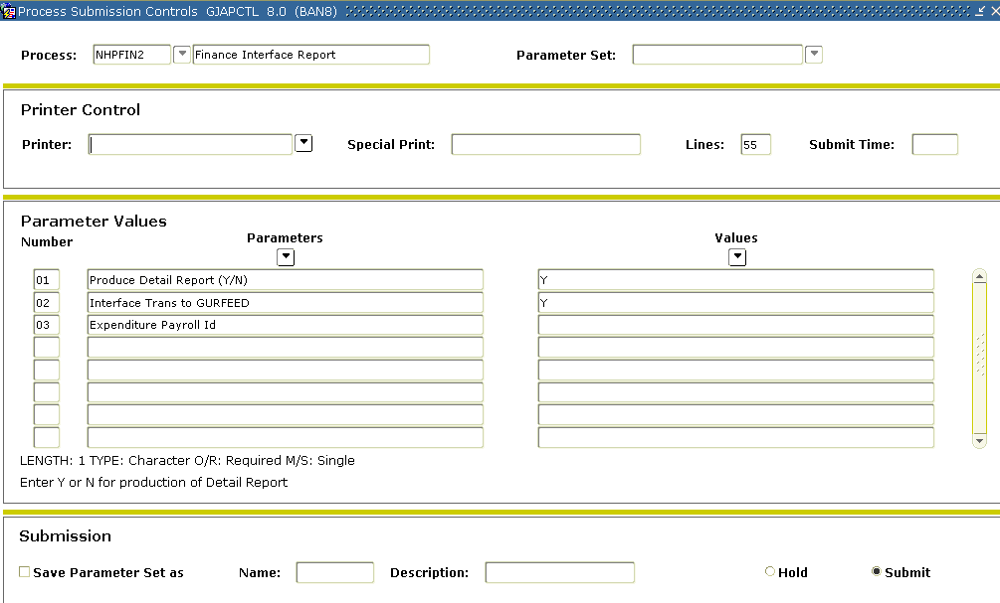 Process Submission Controls GJAPCTL 8.0 (BAN8)
Process: NHPFIN2 Finance Interface Report Parameter Set:
Printer Control
Printer: Special Print: Lines: 55 Submit Time:
Parameter Values
Number Parameters Values
01 Produce Detail Report (Y/N) Y
02 Interface Trans to GURFEED Y
03 Expenditure Payroll Id
LENGTH: 1 TYPE: Character O/R: Required M/S: Single
Enter Y or N for production of Detail Report
Submission
Save Parameter Set as Name: Description: Hold Submit